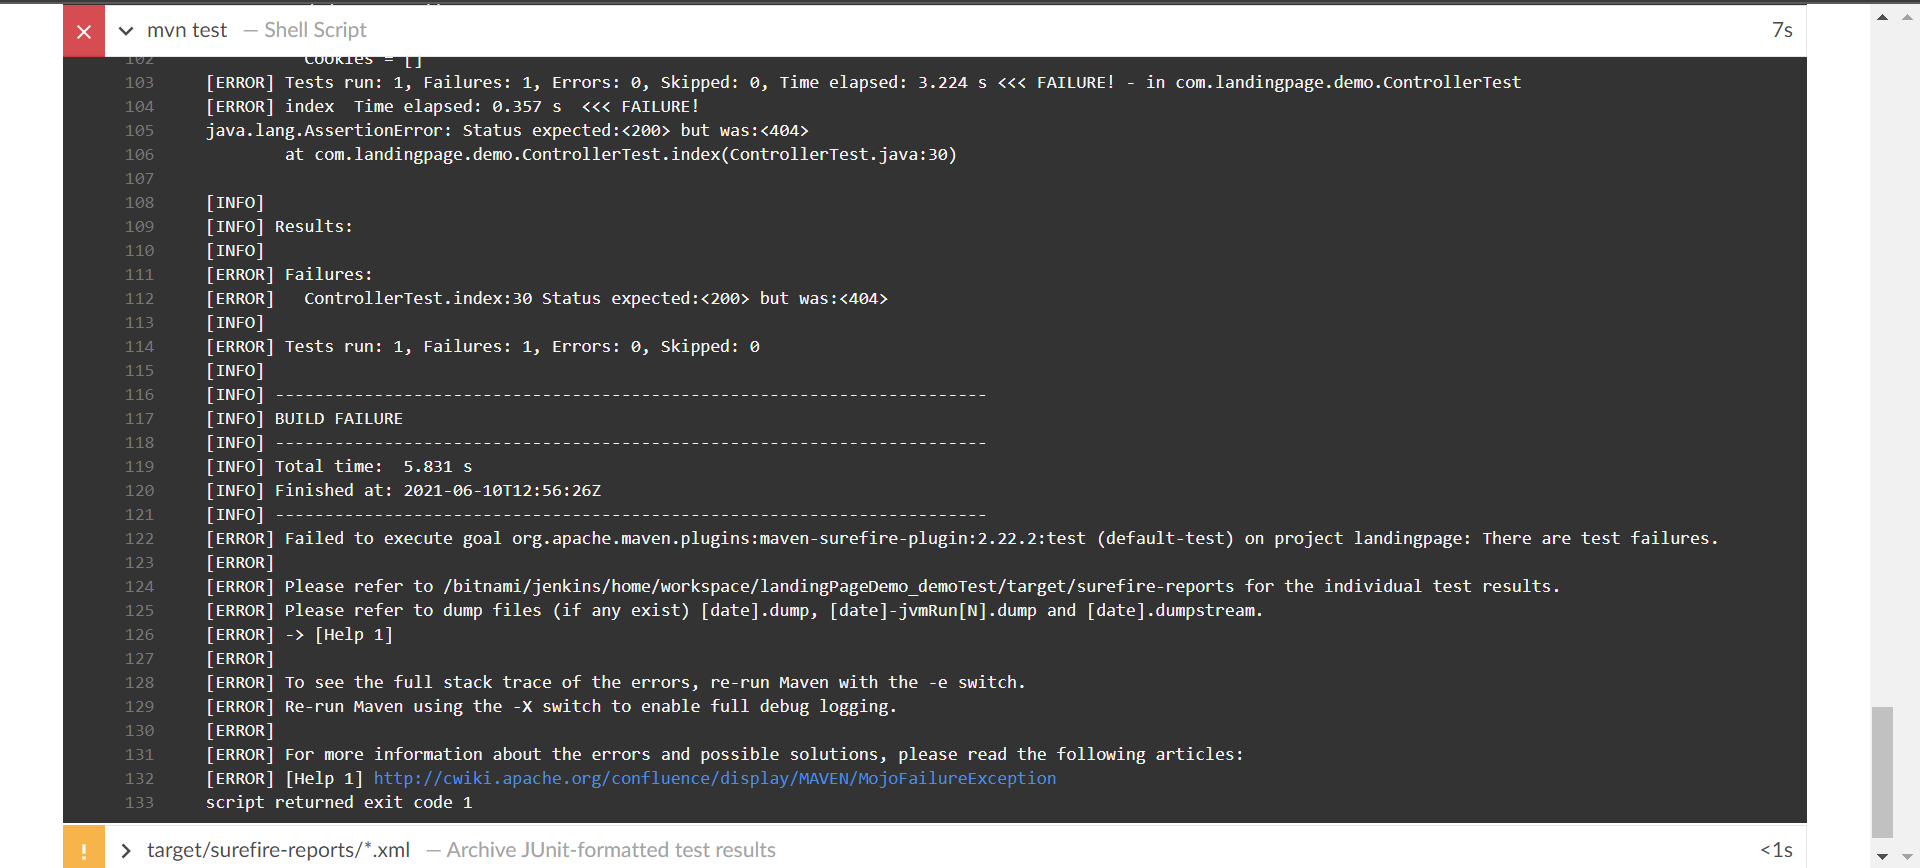 mvn test — Shell Script 7s
102 Cookies = []
103 [ERROR] Tests run: 1, Failures: 1, Errors: 0, Skipped: 0, Time elapsed: 3.224 s <<< FAILURE! - in com.landingpage.demo.ControllerTest
104 [ERROR] index  Time elapsed: 0.357 s  <<< FAILURE!
105 java.lang.AssertionError: Status expected:<200> but was:<404>
106 at com.landingpage.demo.ControllerTest.index(ControllerTest.java:30)
107
108 [INFO]
109 [INFO] Results:
110 [INFO]
111 [ERROR] Failures:
112 [ERROR]   ControllerTest.index:30 Status expected:<200> but was:<404>
113 [INFO]
114 [ERROR] Tests run: 1, Failures: 1, Errors: 0, Skipped: 0
115 [INFO]
116 [INFO] ------------------------------------------------------------------------
117 [INFO] BUILD FAILURE
118 [INFO] ------------------------------------------------------------------------
119 [INFO] Total time:  5.831 s
120 [INFO] Finished at: 2021-06-10T12:56:26Z
121 [INFO] ------------------------------------------------------------------------
122 [ERROR] Failed to execute goal org.apache.maven.plugins:maven-surefire-plugin:2.22.2:test (default-test) on project landingpage: There are test failures.
123 [ERROR]
124 [ERROR] Please refer to /bitnami/jenkins/home/workspace/landingPageDemo_demoTest/target/surefire-reports for the individual test results.
125 [ERROR] Please refer to dump files (if any exist) [date].dump, [date]-jvmRun[N].dump and [date].dumpstream.
126 [ERROR] -> [Help 1]
127 [ERROR]
128 [ERROR] To see the full stack trace of the errors, re-run Maven with the -e switch.
129 [ERROR] Re-run Maven using the -X switch to enable full debug logging.
130 [ERROR]
131 [ERROR] For more information about the errors and possible solutions, please read the following articles:
132 [ERROR] [Help 1] http://cwiki.apache.org/confluence/display/MAVEN/MojoFailureException
133 script returned exit code 1
! target/surefire-reports/*.xml — Archive JUnit-formatted test results <1s